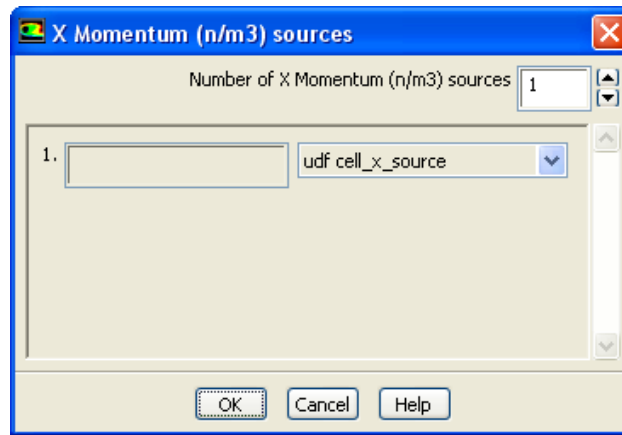 X Momentum (n/m3) sources
Number of X Momentum (n/m3) sources 1
1. udf cell_x_source
OK Cancel Help